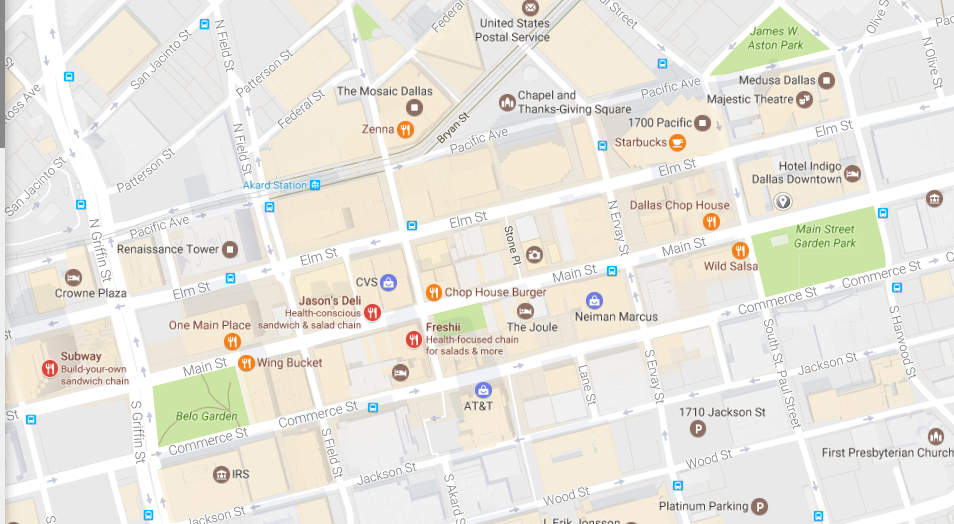 United States
Postal Service
James W.
Aston Park
N Field St
San Jacinto St
Patterson St
Federal St
N Olive St
Olive St
Pacific Ave
Medusa Dallas
Majestic Theatre
The Mosaic Dallas
Chapel and
Thanks-Giving Square
1700 Pacific
Starbucks
Zenna
Bryan St
Pacific Ave
Elm St
N Field St
Patterson St
San Jacinto St
Elm St
Hotel Indigo
Dallas Downtown
Akard Station
Pacific Ave
N Griffin St
Elm St
Stone Pl
N Ervay St
Dallas Chop House
Main St
Main Street
Garden Park
Wild Salsa
Renaissance Tower
Crowne Plaza
Elm St
CVS
Chop House Burger
Main St
Commerce St
Commerce St
Jason's Deli
Health-conscious
sandwich & salad chain
One Main Place
Freshii
Health-focused chain
for salads & more
The Joule
Neiman Marcus
Subway
Build-your-own
sandwich chain
Main St
Wing Bucket
Belo Garden
Commerce St
AT&T
Lane St
S Ervay St
South St. Paul Street
S Harwood St
Jackson St
1710 Jackson St
S Griffin St
S Field St
Jackson St
S Akard S
Wood St
Wood St
First Presbyterian Church
IRS
Jackson St
Platinum Parking